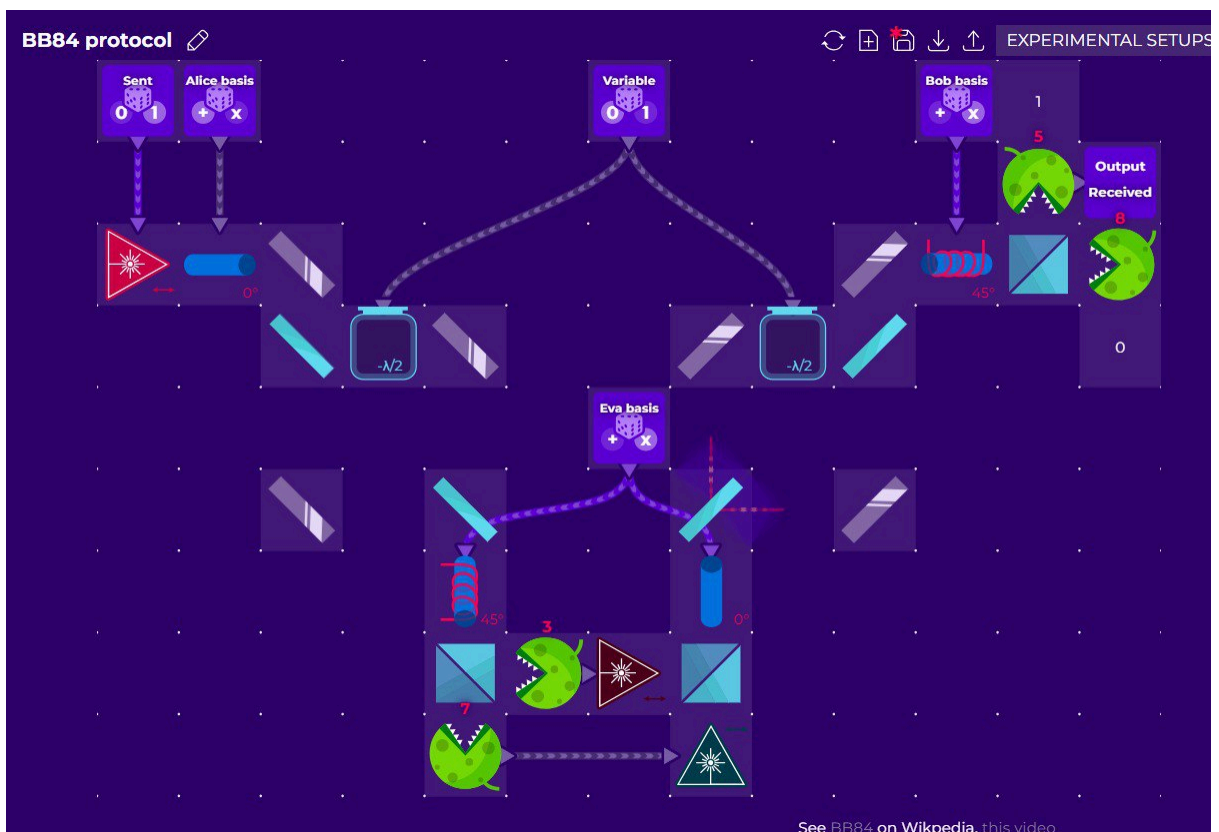 BB84 protocol
EXPERIMENTAL SETUPS
Sent
0 1
Alice basis
+ x
Variable
0 1
Bob basis
+ x
1
5
Output
Received
8
0°
45°
-λ/2
-λ/2
0
Eva basis
+ x
45°
0°
3
7
See BB84 on Wikpedia, this video